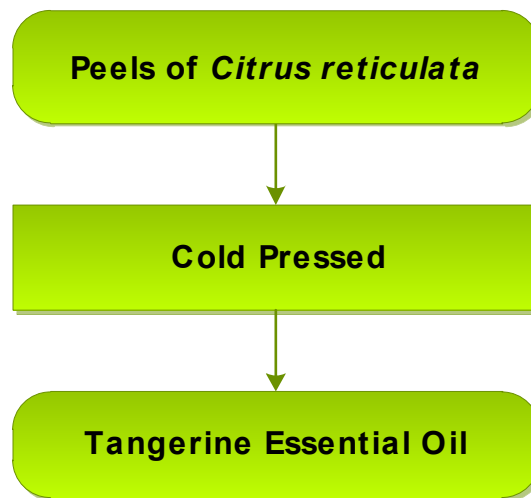 Peels of Citrus reticulata
Cold Pressed
Tangerine Essential Oil